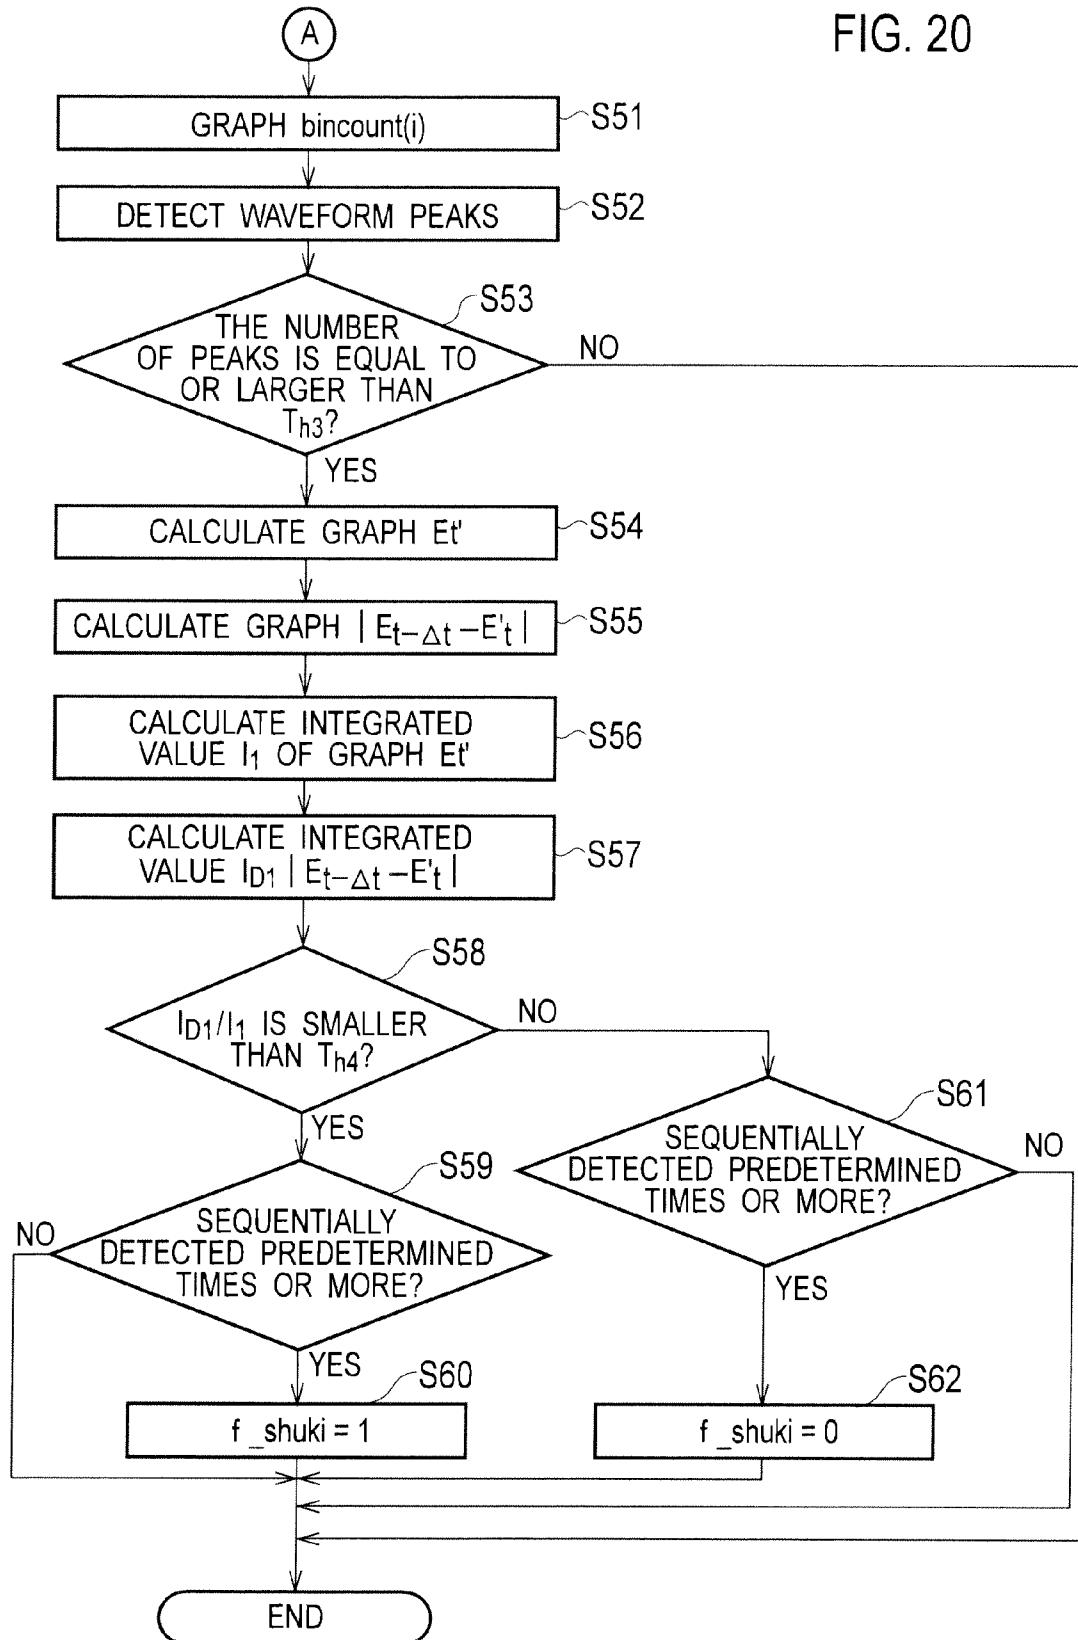 FIG. 20
A
GRAPH bincount(i)
S51
DETECT WAVEFORM PEAKS
S52
S53
THE NUMBER
OF PEAKS IS EQUAL TO
OR LARGER THAN
Th3?
NO
YES
CALCULATE GRAPH Et'
S54
CALCULATE GRAPH | Et−Δt −E't |
S55
CALCULATE INTEGRATED
VALUE I1 OF GRAPH Et'
S56
CALCULATE INTEGRATED
VALUE ID1 | Et−Δt −E't |
S57
S58
ID1/I1 IS SMALLER
THAN Th4?
NO
YES
S59
SEQUENTIALLY
DETECTED PREDETERMINED
TIMES OR MORE?
NO
YES
S61
SEQUENTIALLY
DETECTED PREDETERMINED
TIMES OR MORE?
NO
YES
S60
f _shuki = 1
S62
f _shuki = 0
END